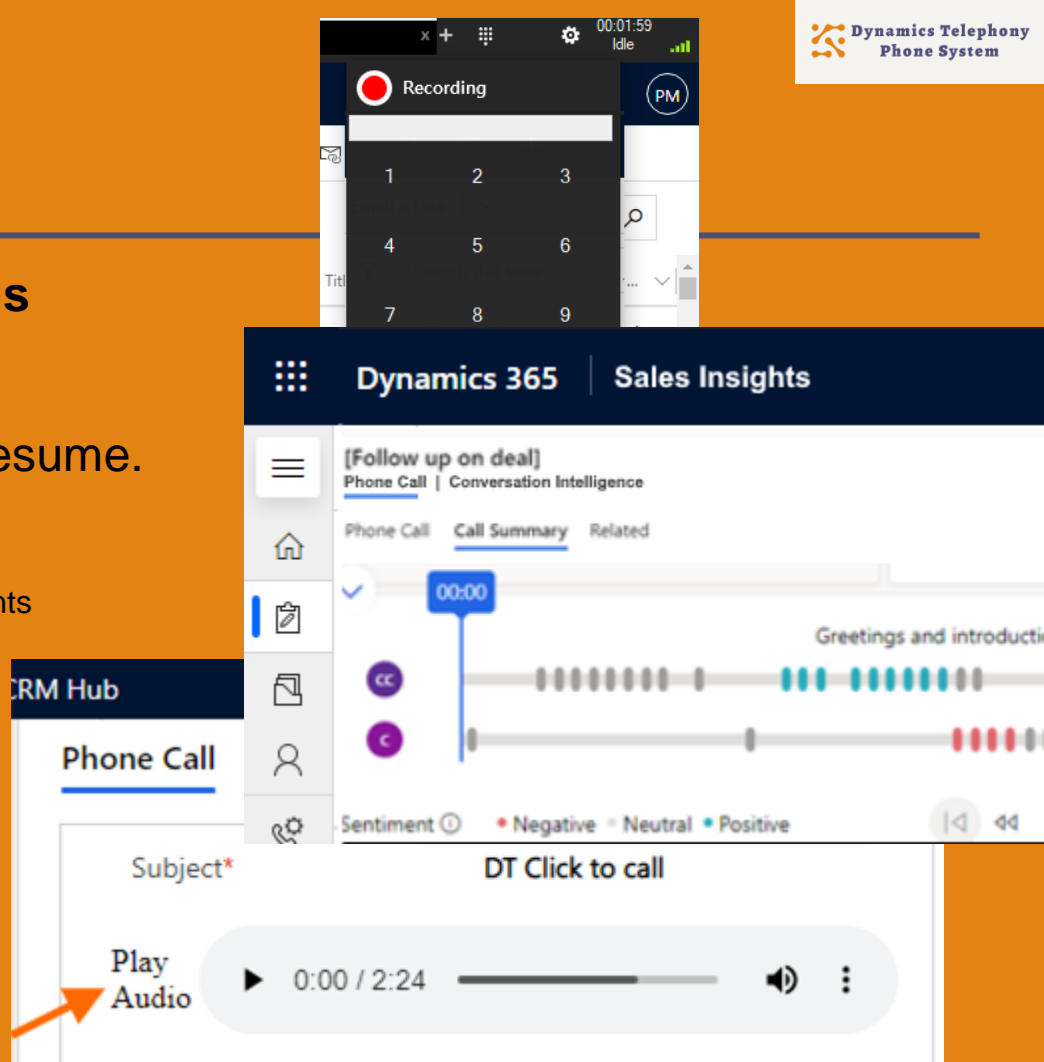 Dynamics Telephony
Phone System
x + 00:01:59
Idle
Recording
PM
1 2 3
4 5 6
Titl ...
7 8 9
s
esume.
nts
Dynamics 365 | Sales Insights
[Follow up on deal]
Phone Call | Conversation Intelligence
Phone Call Call Summary Related
00:00
Greetings and introducti
CC
C
Sentiment • Negative • Neutral • Positive
CRM Hub
Phone Call
Subject* DT Click to call
Play
Audio
0:00 / 2:24